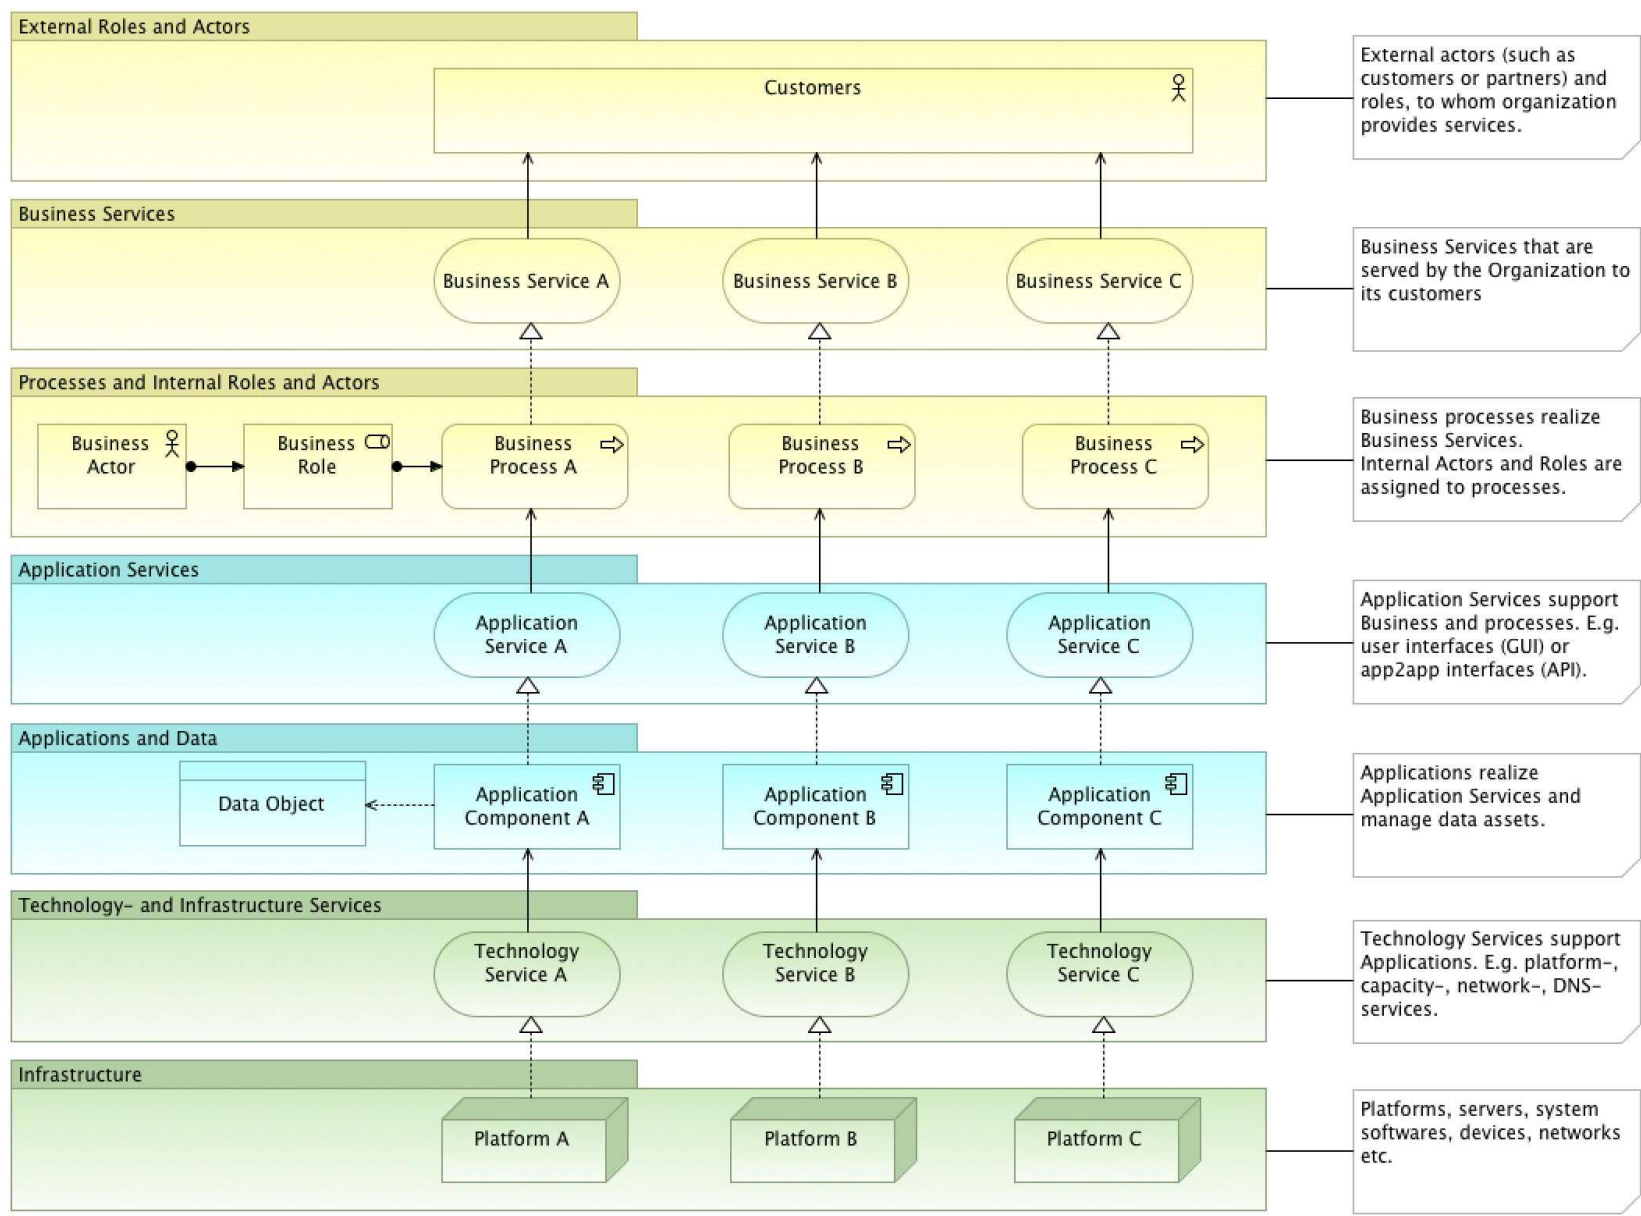 External Roles and Actors
Customers
External actors (such as
customers or partners) and
roles, to whom organization
provides services.
Business Services
Business Service A
Business Service B
Business Service C
Business Services that are
served by the Organization to
its customers
Processes and Internal Roles and Actors
Business
Actor
Business
Role
Business
Process A
Business
Process B
Business
Process C
Business processes realize
Business Services.
Internal Actors and Roles are
assigned to processes.
Application Services
Application
Service A
Application
Service B
Application
Service C
Application Services support
Business and processes. E.g.
user interfaces (GUI) or
app2app interfaces (API).
Applications and Data
Data Object
Application
Component A
Application
Component B
Application
Component C
Applications realize
Application Services and
manage data assets.
Technology- and Infrastructure Services
Technology
Service A
Technology
Service B
Technology
Service C
Technology Services support
Applications. E.g. platform-,
capacity-, network-, DNS-
services.
Infrastructure
Platform A
Platform B
Platform C
Platforms, servers, system
softwares, devices, networks
etc.